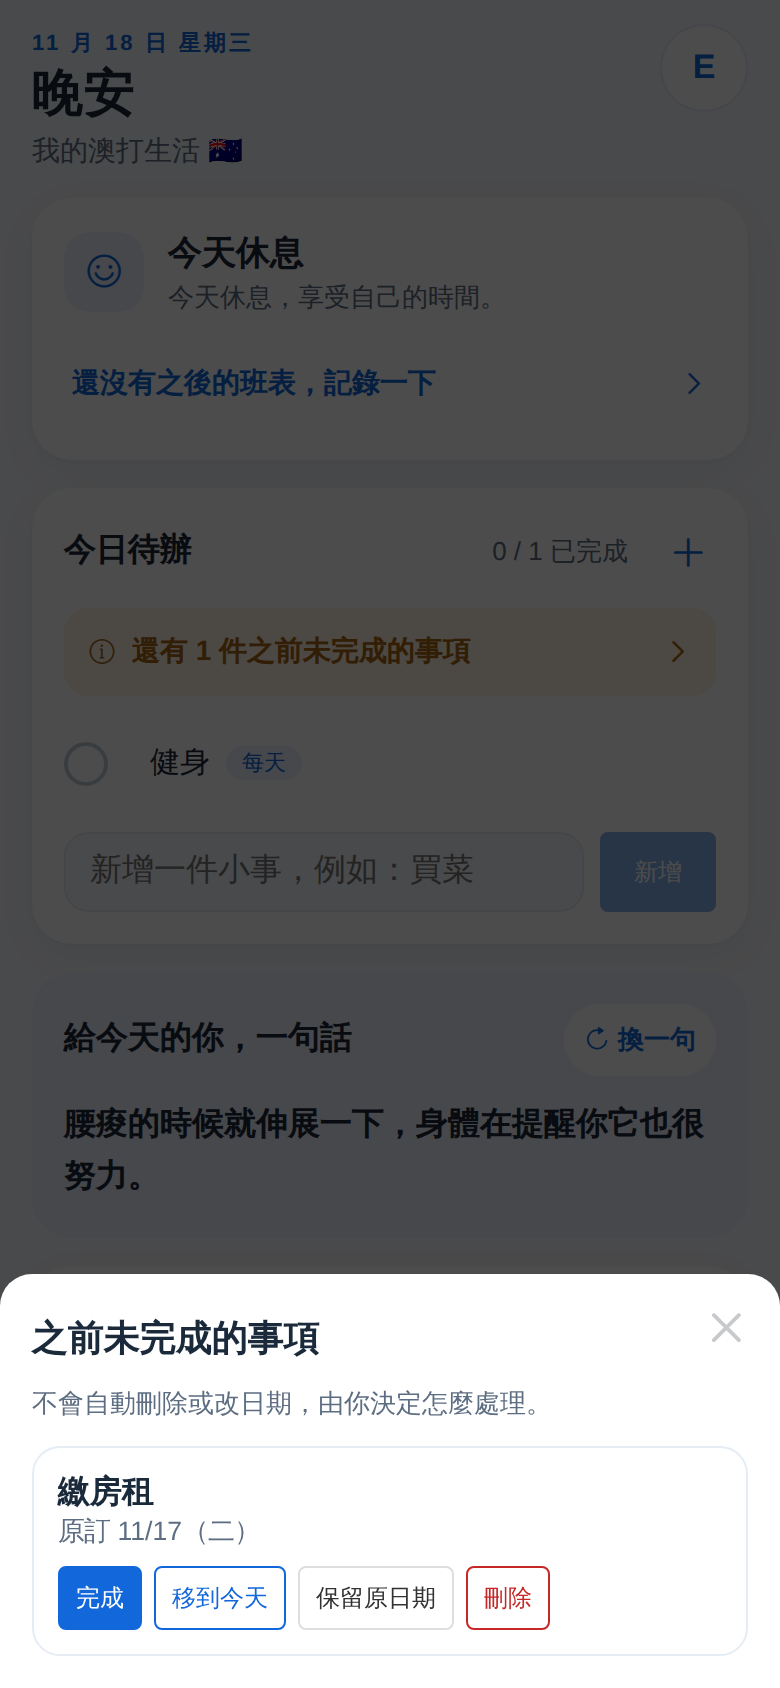 11 月 18 日 星期三
晚安
我的澳打生活 🇦🇺
E
今天休息
今天休息，享受自己的時間。
還沒有之後的班表，記錄一下
今日待辦
0 / 1 已完成
還有 1 件之前未完成的事項
健身 每天
新增一件小事，例如：買菜
新增
給今天的你，一句話
換一句
腰痠的時候就伸展一下，身體在提醒你它也很
努力。
之前未完成的事項
不會自動刪除或改日期，由你決定怎麼處理。
繳房租
原訂 11/17（二）
完成 移到今天 保留原日期 刪除